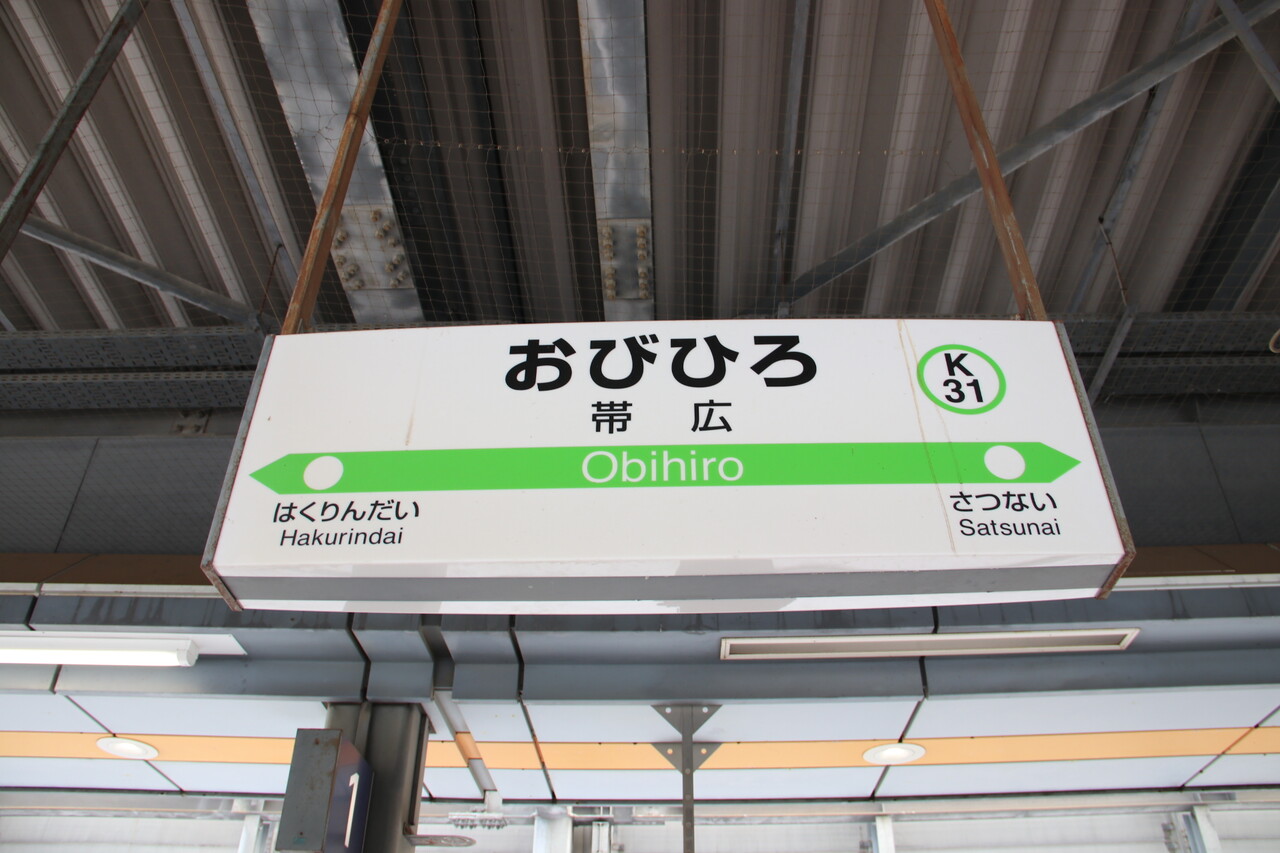 おびひろ
K
31
帯広
Obihiro
はくりんだい
Hakurindai
さつない
Satsunai
1